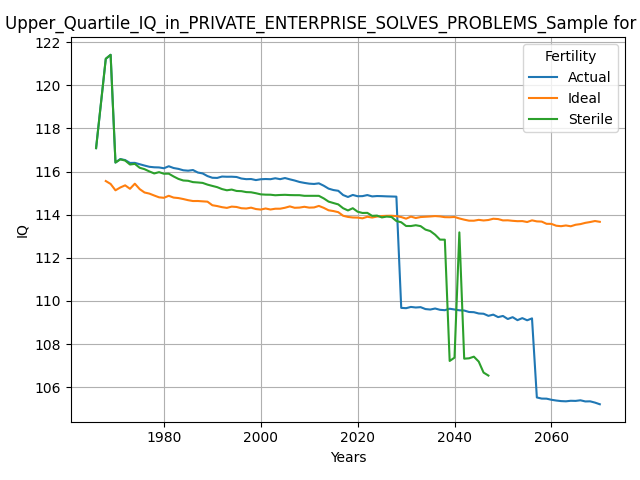 Upper_Quartile_IQ_in_PRIVATE_ENTERPRISE_SOLVES_PROBLEMS_Sample for
122
120
118
116
114
112
110
108
106
IQ
Fertility
Actual
Ideal
Sterile
1980
2000
2020
2040
2060
Years